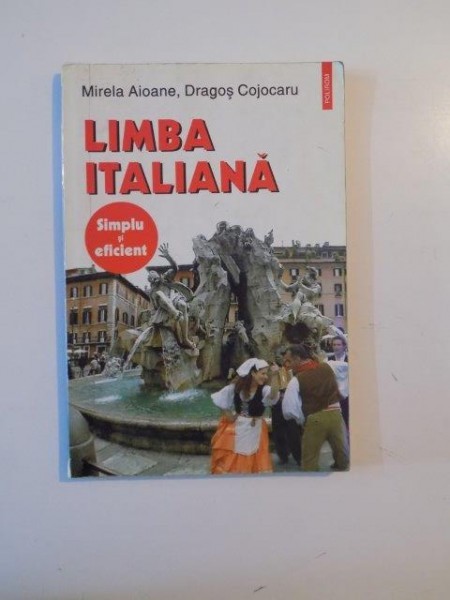 Mirela Aioane, Dragoş Cojocaru
POLIROM
LIMBA
ITALIANĂ
Simplu
şi
eficient